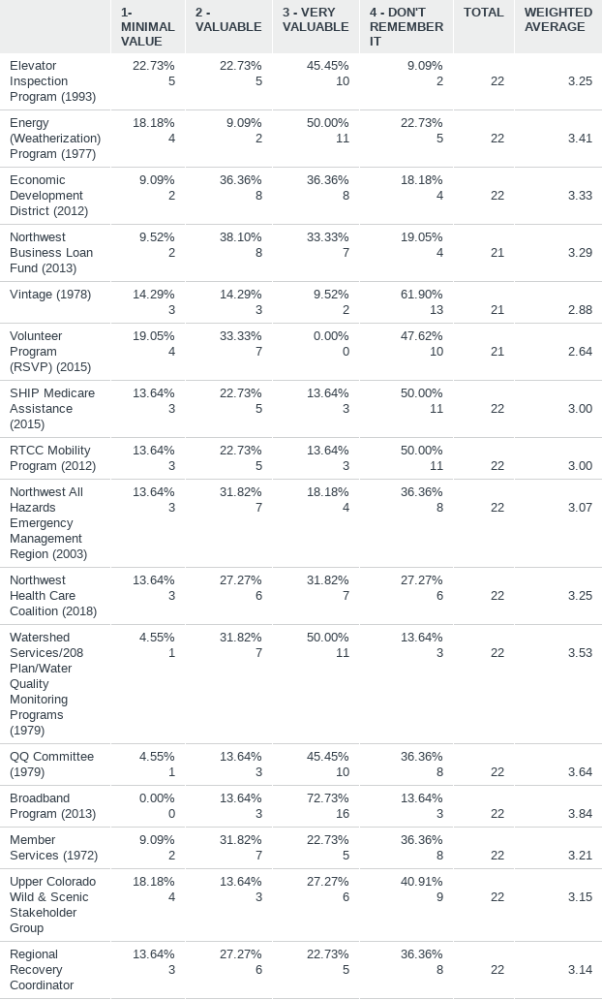 1- MINIMAL VALUE 2 - VALUABLE 3 - VERY VALUABLE 4 - DON'T REMEMBER IT TOTAL WEIGHTED AVERAGE
Elevator 22.73% 22.73% 45.45% 9.09%
Inspection 5 5 10 2 22 3.25
Program (1993)
Energy 18.18% 9.09% 50.00% 22.73%
(Weatherization) 4 2 11 5 22 3.41
Program (1977)
Economic 9.09% 36.36% 36.36% 18.18%
Development 2 8 8 4 22 3.33
District (2012)
Northwest 9.52% 38.10% 33.33% 19.05%
Business Loan 2 8 7 4 21 3.29
Fund (2013)
Vintage (1978) 14.29% 14.29% 9.52% 61.90%
3 3 2 13 21 2.88
Volunteer 19.05% 33.33% 0.00% 47.62%
Program 4 7 0 10 21 2.64
(RSVP) (2015)
SHIP Medicare 13.64% 22.73% 13.64% 50.00%
Assistance 3 5 3 11 22 3.00
(2015)
RTCC Mobility 13.64% 22.73% 13.64% 50.00%
Program (2012) 3 5 3 11 22 3.00
Northwest All 13.64% 31.82% 18.18% 36.36%
Hazards 3 7 4 8 22 3.07
Emergency
Management
Region (2003)
Northwest 13.64% 27.27% 31.82% 27.27%
Health Care 3 6 7 6 22 3.25
Coalition (2018)
Watershed 4.55% 31.82% 50.00% 13.64%
Services/208 1 7 11 3 22 3.53
Plan/Water
Quality
Monitoring
Programs
(1979)
QQ Committee 4.55% 13.64% 45.45% 36.36%
(1979) 1 3 10 8 22 3.64
Broadband 0.00% 13.64% 72.73% 13.64%
Program (2013) 0 3 16 3 22 3.84
Member 9.09% 31.82% 22.73% 36.36%
Services (1972) 2 7 5 8 22 3.21
Upper Colorado 18.18% 13.64% 27.27% 40.91%
Wild & Scenic 4 3 6 9 22 3.15
Stakeholder
Group
Regional 13.64% 27.27% 22.73% 36.36%
Recovery 3 6 5 8 22 3.14
Coordinator